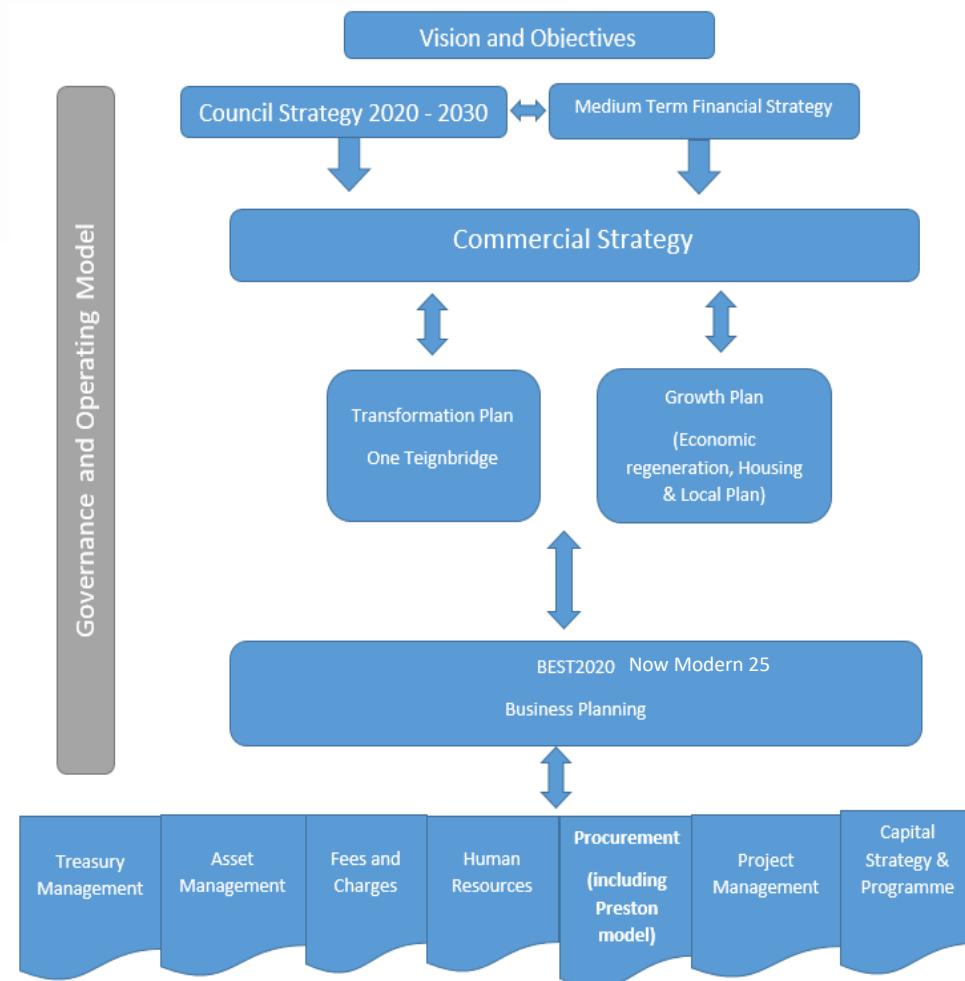 Vision and Objectives
Council Strategy 2020 - 2030
Medium Term Financial Strategy
Commercial Strategy
Governance and Operating Model
Transformation Plan
One Teignbridge
Growth Plan
(Economic
regeneration, Housing
& Local Plan)
BEST2020 Now Modern 25
Business Planning
Treasury
Management
Asset
Management
Fees and
Charges
Human
Resources
Procurement
(including
Preston
model)
Project
Management
Capital
Strategy &
Programme